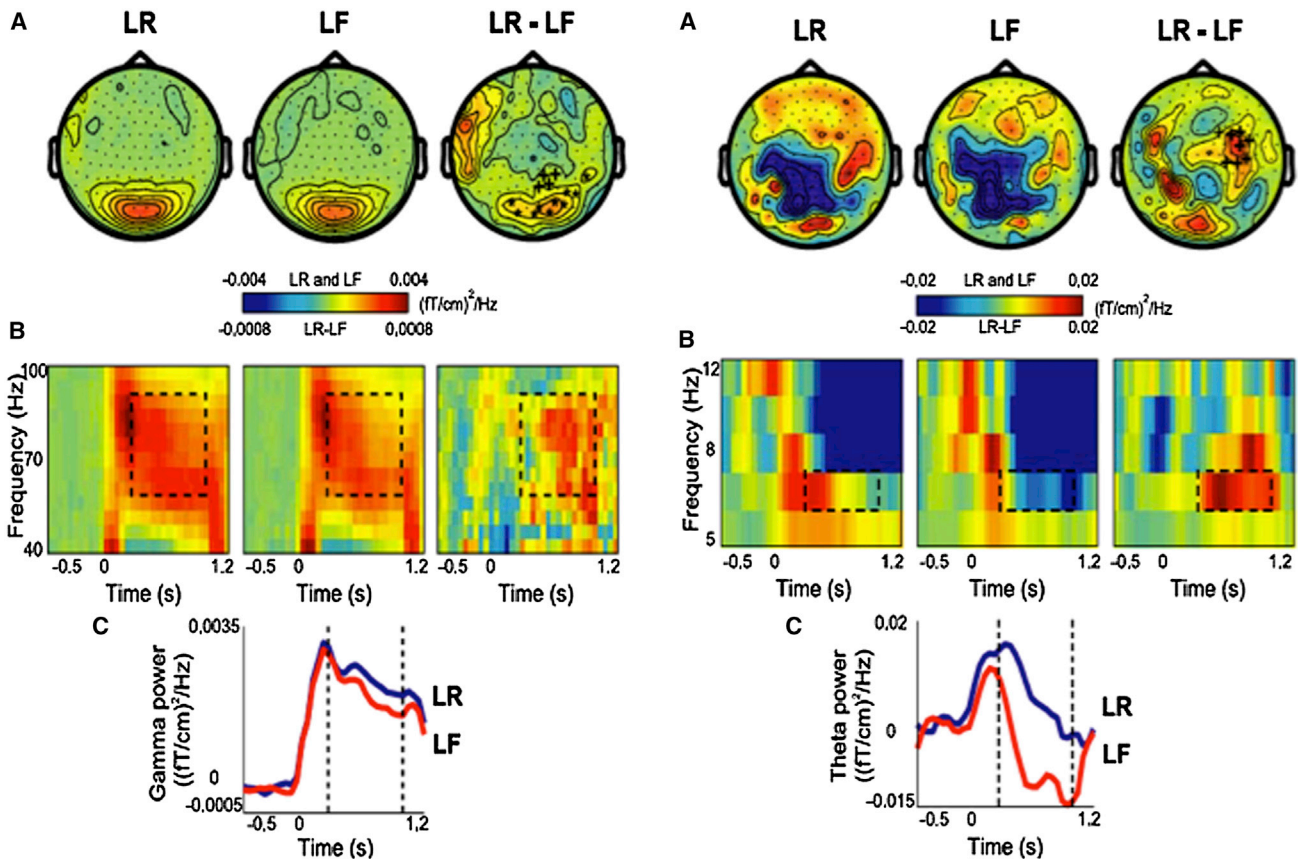 A
LR LF LR - LF
-0.004 LR and LF 0.004
(fT/cm)²/Hz
-0,0008 LR-LF 0,0008
B
Frequency (Hz)
100
70
40
-0.5 0 1.2 -0.5 0 1.2 -0.5 0 1.2
Time (s) Time (s) Time (s)
C
Gamma power
((fT/cm)²/Hz)
0,0035
0
-0.0005
LR
LF
-0.5 0 1,2
Time (s)
A
LR LF LR - LF
-0.02 LR and LF 0,02
(fT/cm)²/Hz
-0.02 LR-LF 0.02
B
Frequency (Hz)
12
8
5
-0.5 0 1.2 -0.5 0 1.2 -0.5 0 1.2
Time (s) Time (s) Time (s)
C
Theta power
((fT/cm)²/Hz)
0.02
0
-0.015
LR
LF
-0.5 0 1.2
Time (s)